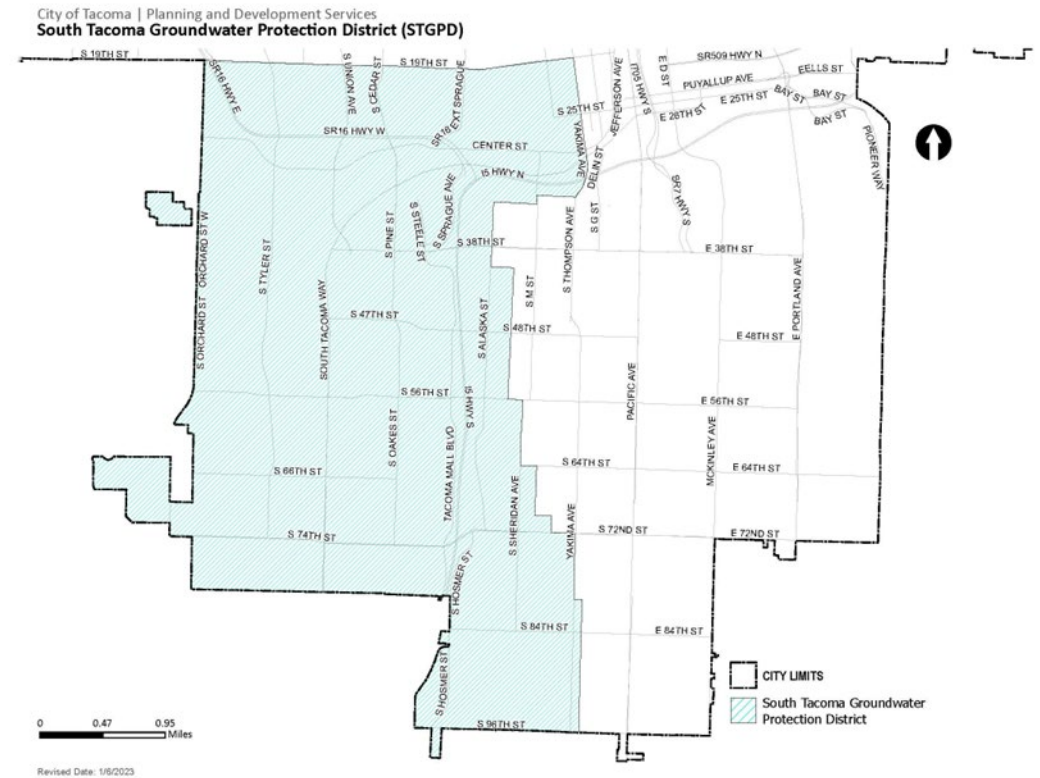 City of Tacoma | Planning and Development Services
South Tacoma Groundwater Protection District (STGPD)
S 19TH ST
SR16 HWY E
S UNION AVE
S CEDAR ST
S 19TH ST
EXT SPRAGUE
SR16
S 25TH ST
YAKIMA AVE
JEFFERSON AVE
I705 HWY S
E D ST
SR509 HWY N
PUYALLUP AVE
EELLS ST
E 25TH ST
E 28TH ST
BAY ST
BAY ST
BAY ST
PIONEER WAY
SR16 HWY W
CENTER ST
I5 HWY N
DELIN ST
SR7 HWY S
ORCHARD ST W
S ORCHARD ST
S TYLER ST
S PINE ST
S STEELE ST
S SPRAGUE AVE
S 38TH ST
S G ST
S THOMPSON AVE
E 38TH ST
S M ST
E PORTLAND AVE
SOUTH TACOMA WAY
S 47TH ST
S ALASKA ST
S 48TH ST
E 48TH ST
S 56TH ST
I5 HWY S
PACIFIC AVE
E 56TH ST
S OAKES ST
TACOMA MALL BLVD
MCKINLEY AVE
S 66TH ST
S 64TH ST
E 64TH ST
S SHERIDAN AVE
YAKIMA AVE
S 74TH ST
S 72ND ST
E 72ND ST
S HOSMER ST
S 84TH ST
E 84TH ST
S HOSMER ST
S 96TH ST
CITY LIMITS
South Tacoma Groundwater
Protection District
0 0.47 0.95
Miles
Revised Date: 1/6/2023